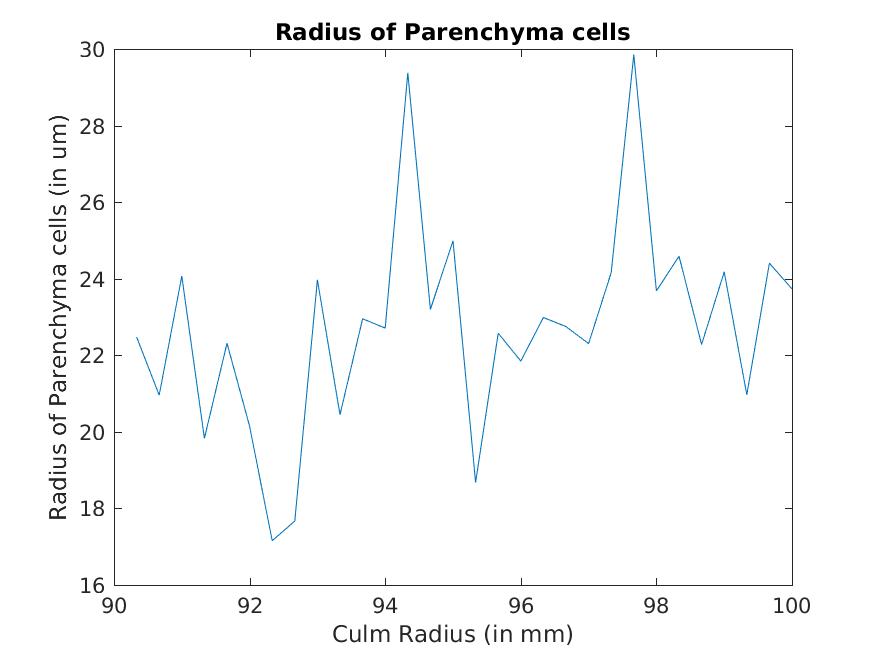 Radius of Parenchyma cells
30
28
26
24
22
20
18
16
Radius of Parenchyma cells (in um)
90 92 94 96 98 100
Culm Radius (in mm)